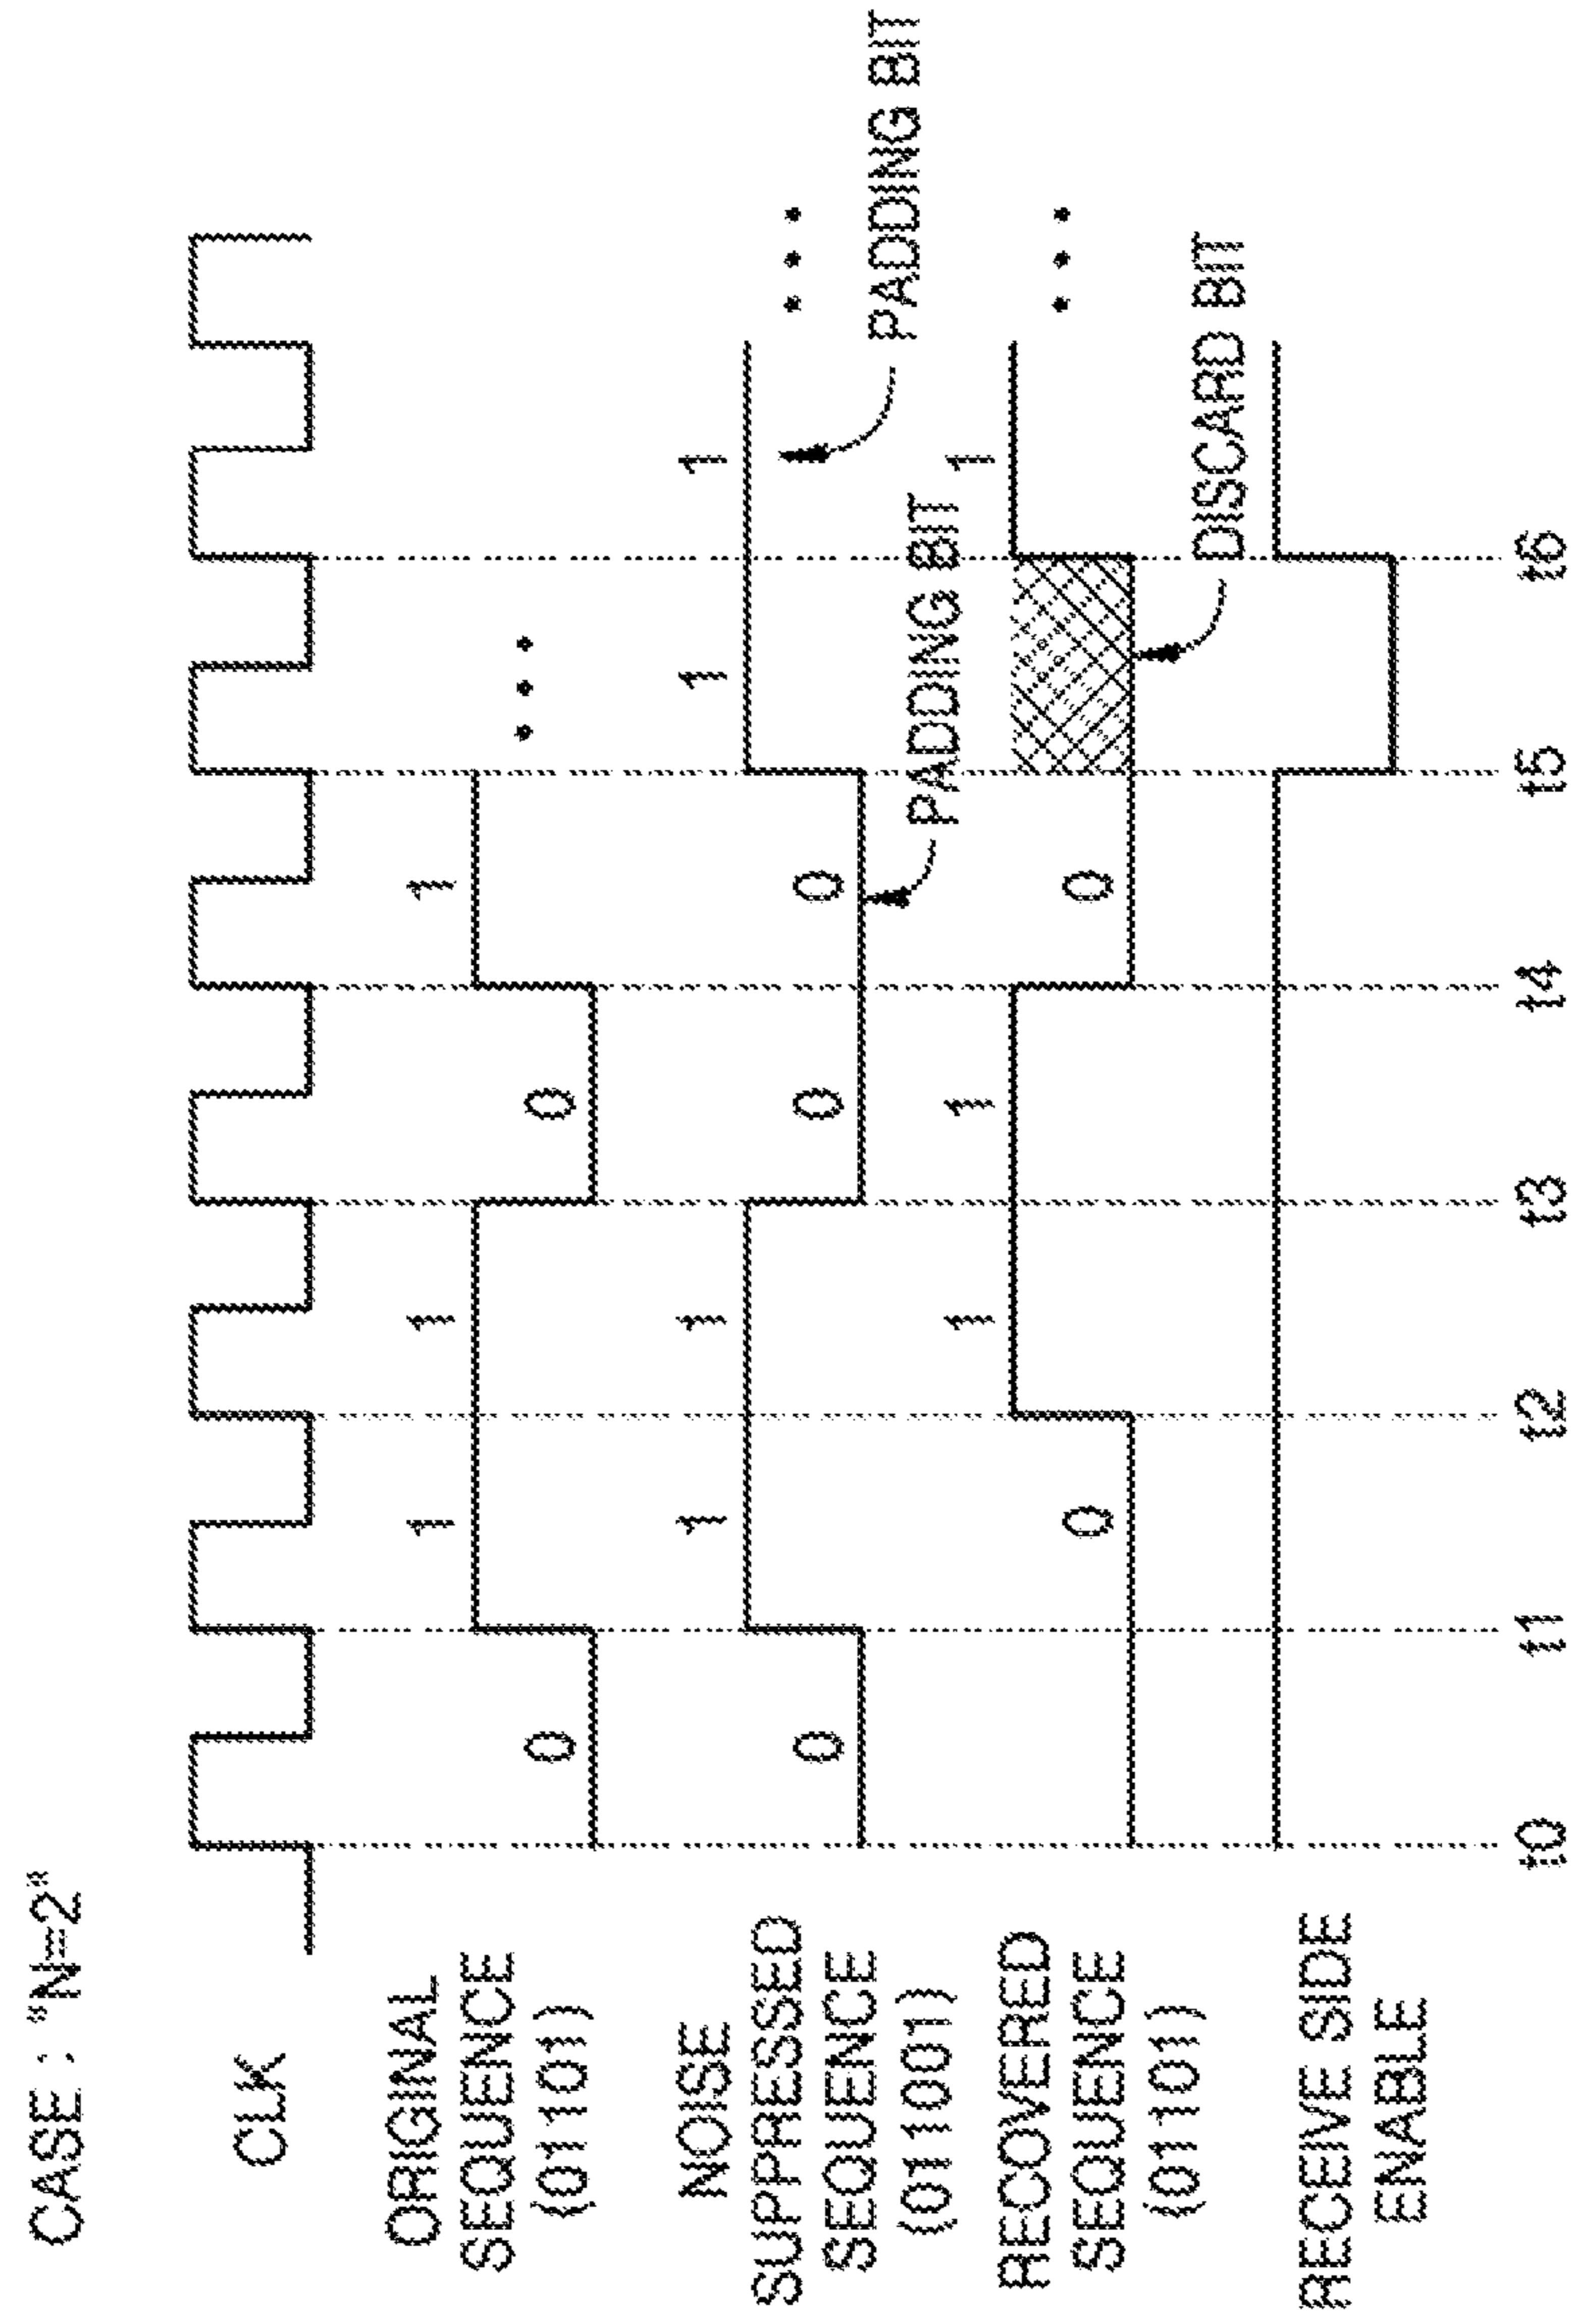 CASE : "N=2"
CLK
ORIGINAL
SEQUENCE
(01101)
0
1
1
0
1
NOISE
SUPPRESSED
SEQUENCE
(011001)
0
1
1
0
0
1
1
PADDING BIT
PADDING BIT
RECOVERED
SEQUENCE
(01101)
0
1
1
0
1
DISCARD BIT
RECEIVE SIDE
ENABLE
t0
t1
t2
t3
t4
t5
t6